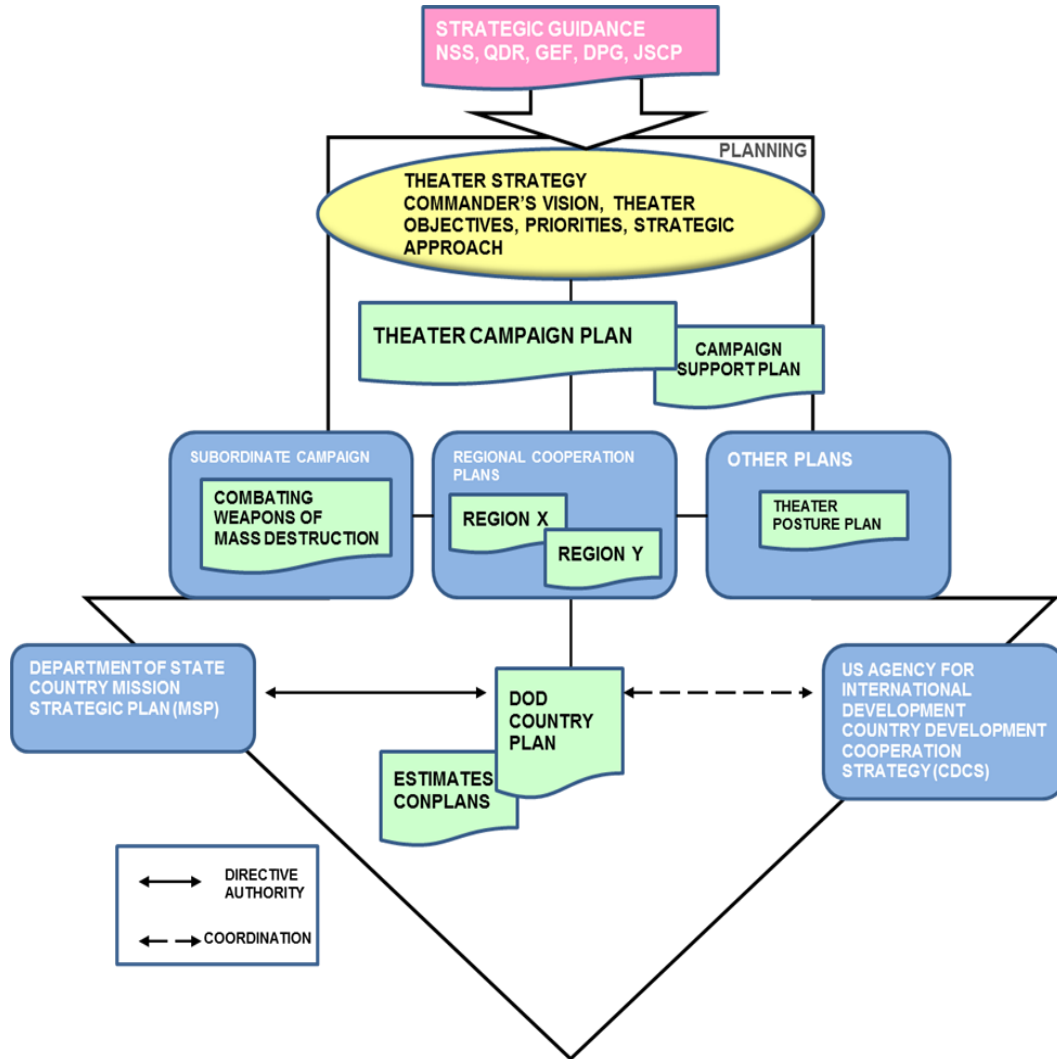 STRATEGIC GUIDANCE
NSS, QDR, GEF, DPG, JSCP
PLANNING
THEATER STRATEGY
COMMANDER'S VISION, THEATER
OBJECTIVES, PRIORITIES, STRATEGIC
APPROACH
THEATER CAMPAIGN PLAN
CAMPAIGN
SUPPORT PLAN
SUBORDINATE CAMPAIGN
COMBATING
WEAPONS OF
MASS DESTRUCTION
REGIONAL COOPERATION
PLANS
REGION X
REGION Y
OTHER PLANS
THEATER
POSTURE PLAN
DEPARTMENT OF STATE
COUNTRY MISSION
STRATEGIC PLAN (MSP)
DOD
COUNTRY
PLAN
ESTIMATES
CONPLANS
US AGENCY FOR
INTERNATIONAL
DEVELOPMENT
COUNTRY DEVELOPMENT
COOPERATION
STRATEGY (CDCS)
DIRECTIVE
AUTHORITY
COORDINATION